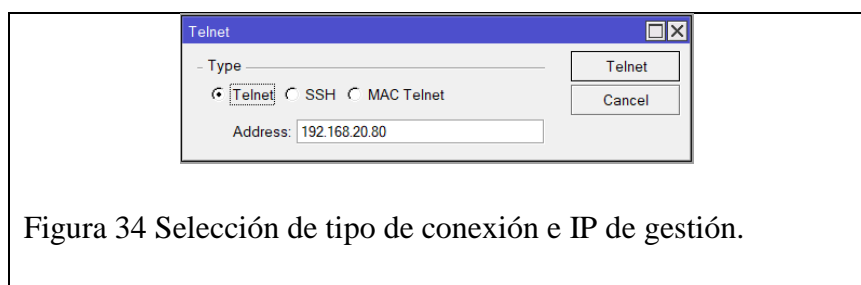 Telnet
Type
Telnet
Telnet SSH MAC Telnet
Cancel
Address: 192.168.20.80
Figura 34 Selección de tipo de conexión e IP de gestión.